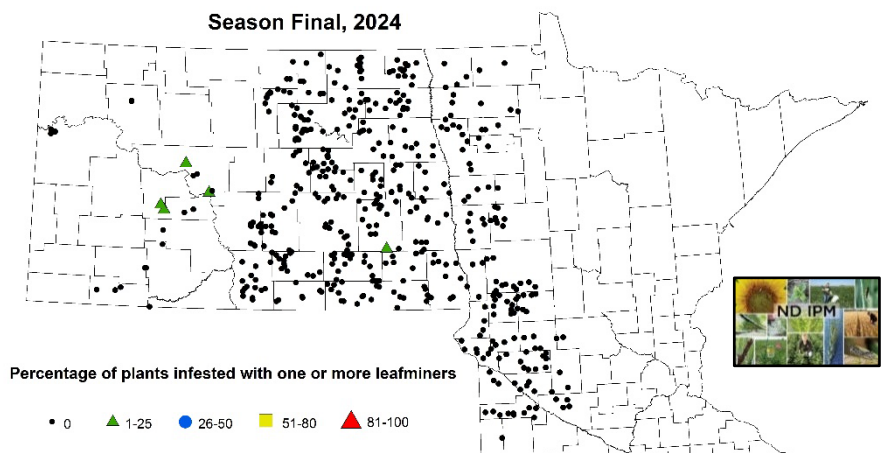 Season Final, 2024
ND IPM
Percentage of plants infested with one or more leafminers
0 1-25 26-50 51-80 81-100